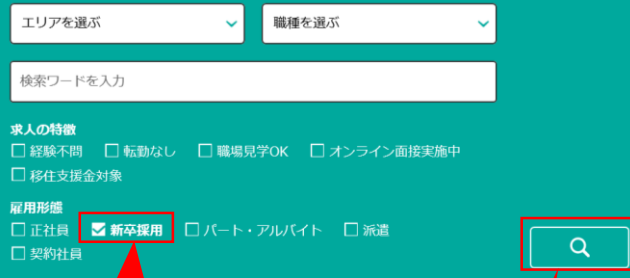 エリアを選ぶ 職種を選ぶ
検索ワードを入力
求人の特徴
経験不問 転勤なし 職場見学OK オンライン面接実施中
移住支援金対象
雇用形態
正社員 新卒採用 パート・アルバイト 派遣
契約社員